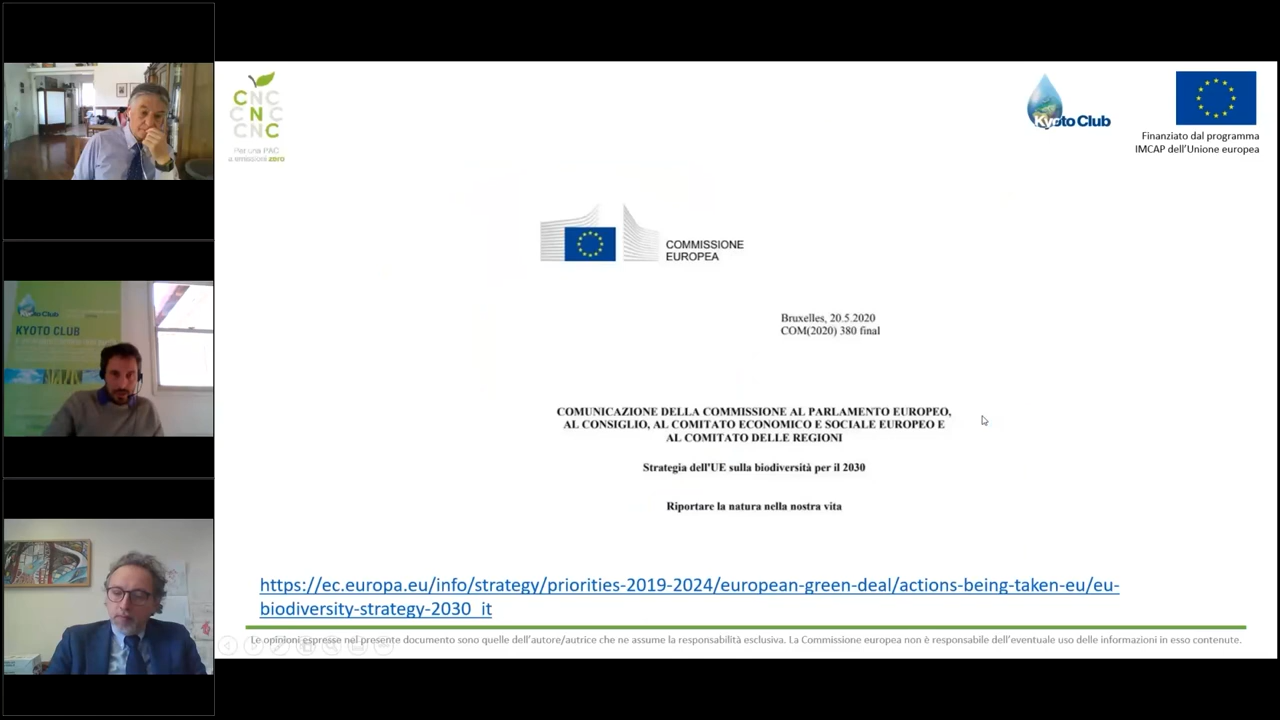 CNC
CNC
CNC
Per una PAC
a emissioni zero
Kyoto Club
Finanziato dal programma
IMCAP dell'Unione europea
COMMISSIONE
EUROPEA
Bruxelles, 20.5.2020
COM(2020) 380 final
COMUNICAZIONE DELLA COMMISSIONE AL PARLAMENTO EUROPEO,
AL CONSIGLIO, AL COMITATO ECONOMICO E SOCIALE EUROPEO E
AL COMITATO DELLE REGIONI
Strategia dell'UE sulla biodiversità per il 2030
Riportare la natura nella nostra vita
https://ec.europa.eu/info/strategy/priorities-2019-2024/european-green-deal/actions-being-taken-eu/eu-
biodiversity-strategy-2030_it
Le opinioni espresse nel presente documento sono quelle dell'autore/autrice che ne assume la responsabilità esclusiva. La Commissione europea non è responsabile dell'eventuale uso delle informazioni in esso contenute.
Kyoto Club
KYOTO CLUB